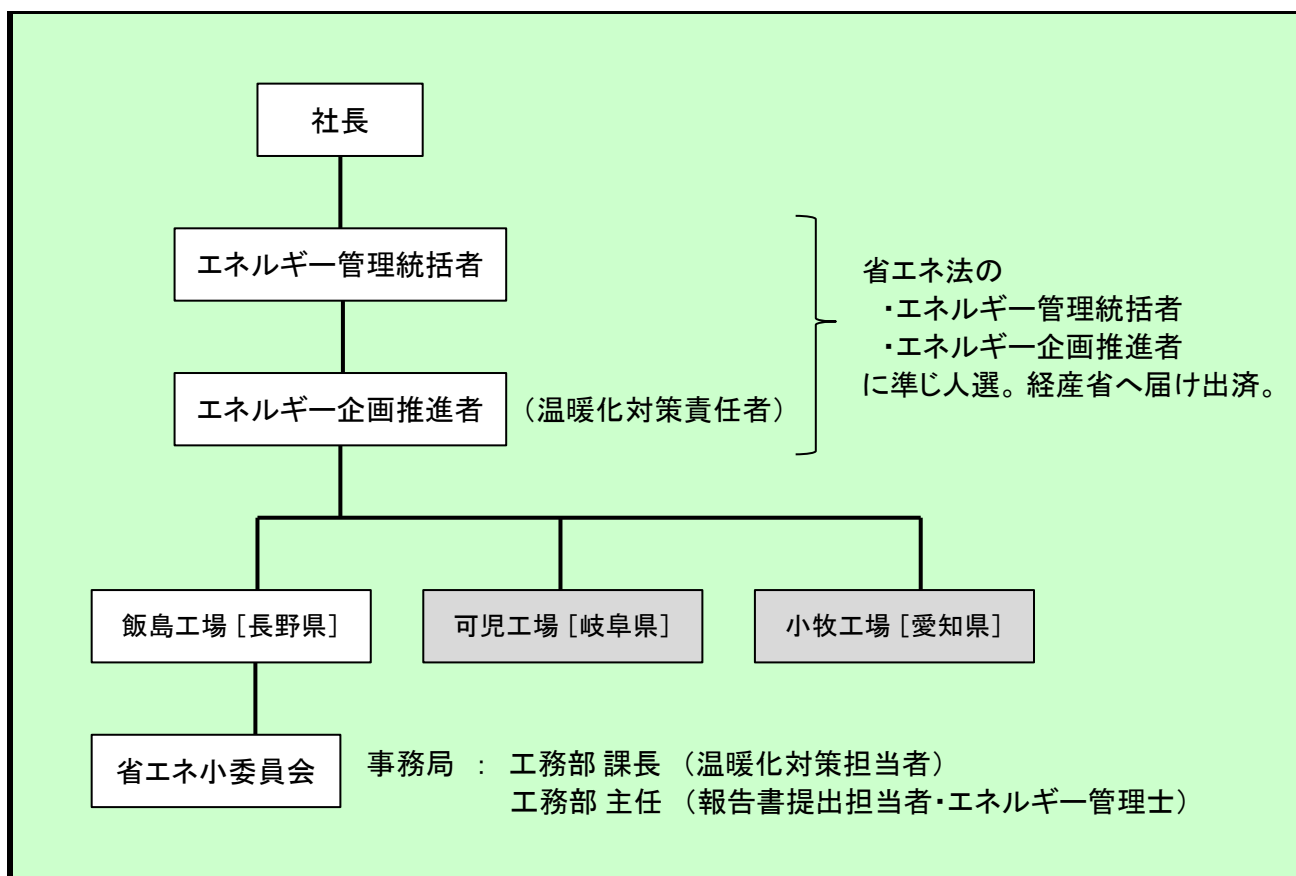 社長
エネルギー管理統括者
エネルギー企画推進者 （温暖化対策責任者）
省エネ法の
・エネルギー管理統括者
・エネルギー企画推進者
に準じ人選。経産省へ届け出済。
飯島工場［長野県］ 可児工場［岐阜県］ 小牧工場［愛知県］
省エネ小委員会
事務局 ： 工務部 課長 （温暖化対策担当者）
工務部 主任 （報告書提出担当者・エネルギー管理士）